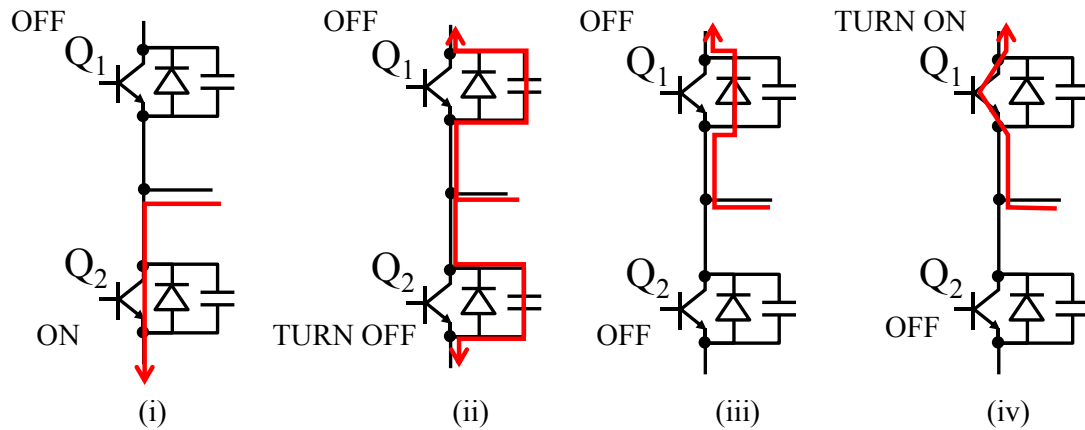 OFF OFF OFF TURN ON
Q1 Q1 Q1 Q1
Q2 Q2 Q2 Q2
ON TURN OFF OFF OFF
(i) (ii) (iii) (iv)